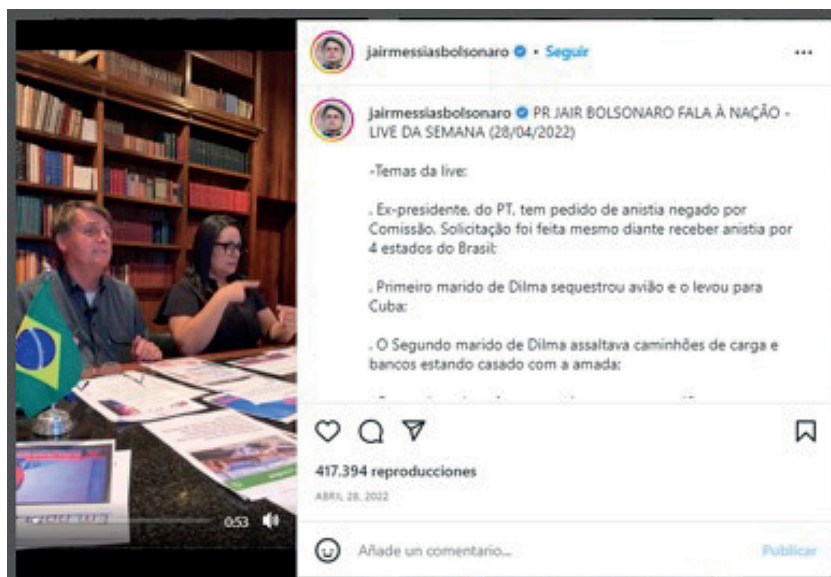 jairmessiasbolsonaro • Seguir
jairmessiasbolsonaro PR JAIR BOLSONARO FALA À NAÇÃO -
LIVE DA SEMANA (28/04/2022)
-Temas da live:
. Ex-presidente, do PT, tem pedido de anistia negado por
Comissão. Solicitação foi feita mesmo diante receber anistia por
4 estados do Brasil;
. Primeiro marido de Dilma sequestrou avião e o levou para
Cuba;
. O Segundo marido de Dilma assaltava caminhões de carga e
bancos estando casado com a amada;
417.394 reproducciones
ABRIL 28, 2022
0:53
Añade un comentario...
Publicar